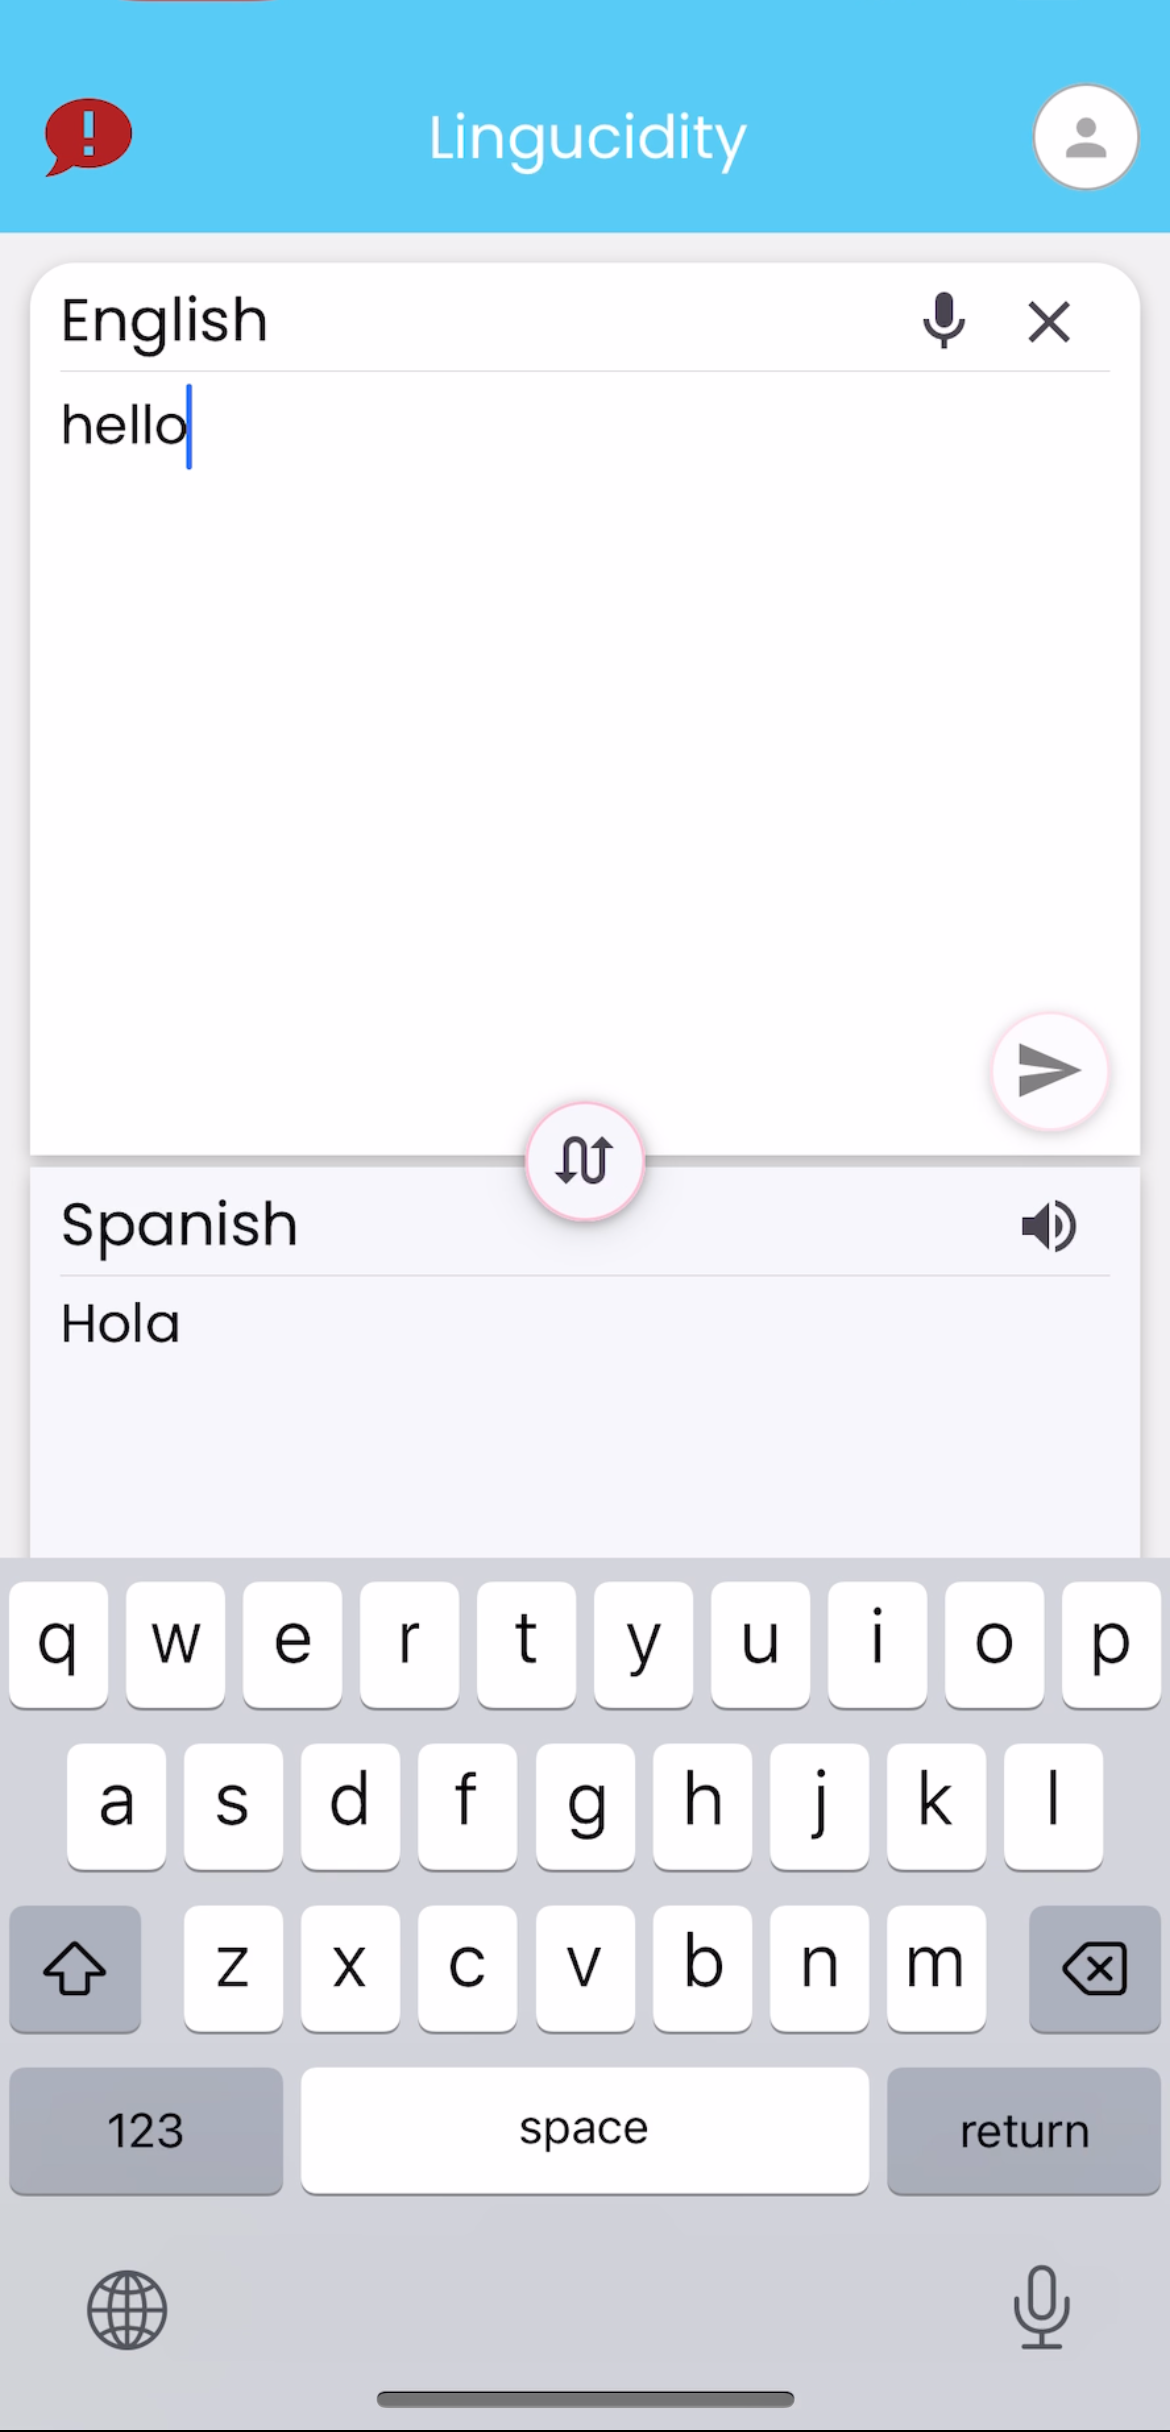 Lingucidity
English
hello
Spanish
Hola
q w e r t y u i o p
a s d f g h j k l
z x c v b n m
123 space return